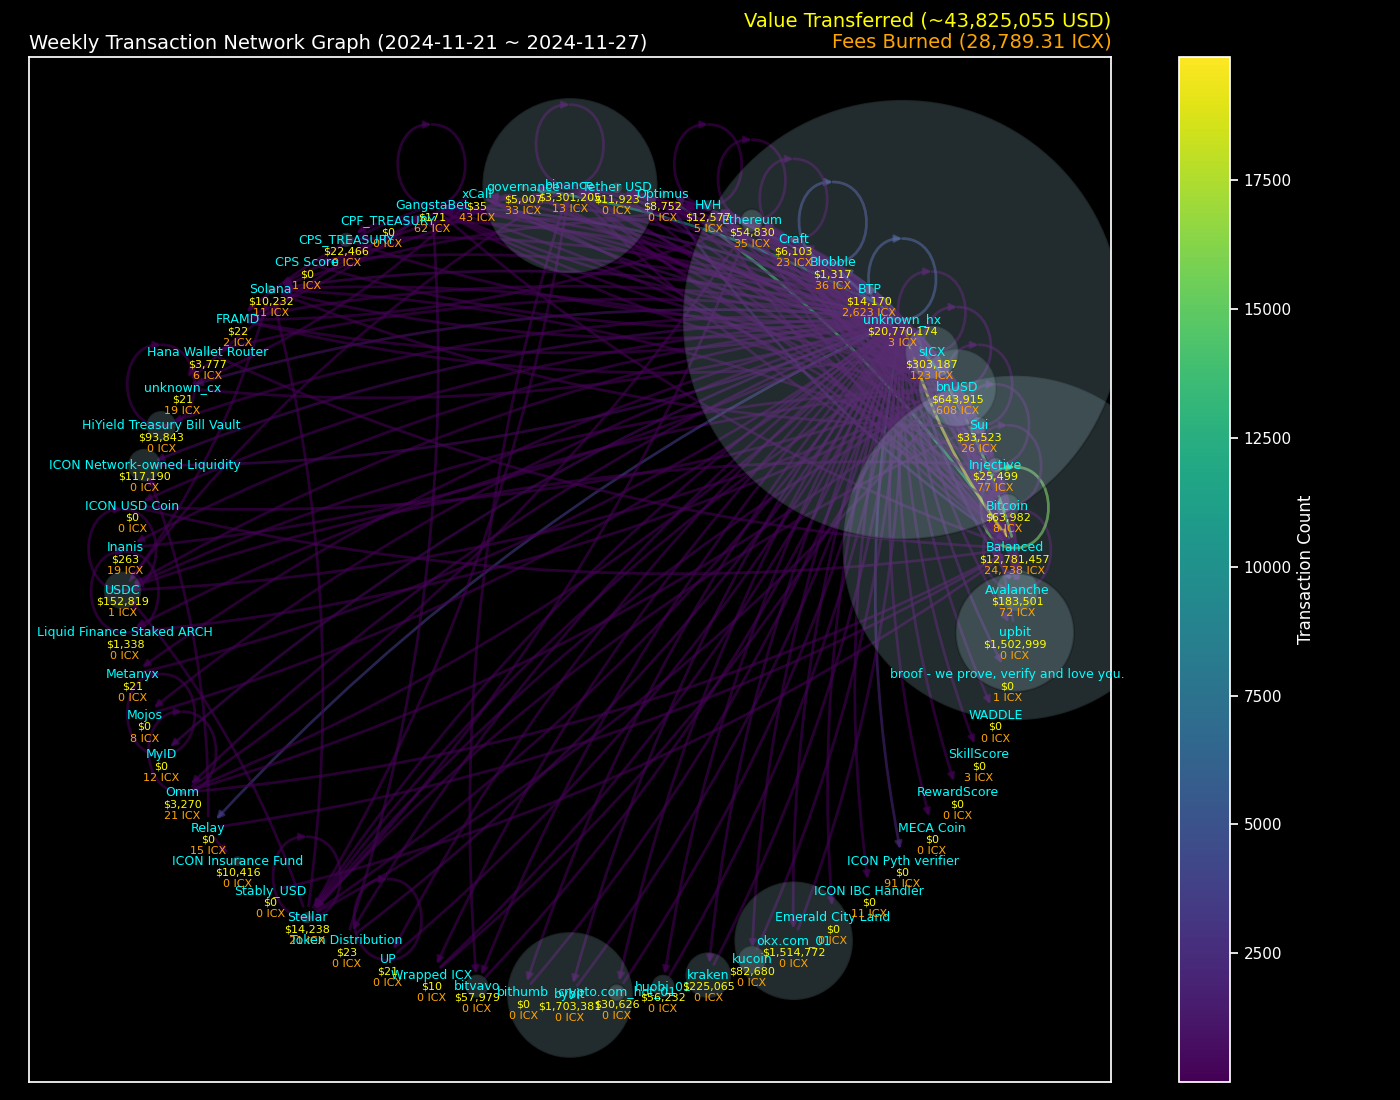 Value Transferred (~43,825,055 USD)
Weekly Transaction Network Graph (2024-11-21 ~ 2024-11-27)
Fees Burned (28,789.31 ICX)
governance
$5,007
33 ICX
binance
$3,301,205
13 ICX
Tether USD
$11,923
0 ICX
Optimus
$8,752
0 ICX
HVH
$12,577
5 ICX
Ethereum
$54,830
35 ICX
Craft
$6,103
23 ICX
Blobble
$1,317
36 ICX
BTP
$14,170
2,623 ICX
unknown_hx
$20,770,174
3 ICX
sICX
$303,187
123 ICX
bnUSD
$643,915
608 ICX
Sui
$33,523
26 ICX
Injective
$25,499
77 ICX
Bitcoin
$63,982
8 ICX
Balanced
$12,781,457
24,738 ICX
Avalanche
$183,501
72 ICX
upbit
$1,502,999
0 ICX
broof - we prove, verify and love you.
$0
1 ICX
WADDLE
$0
0 ICX
SkillScore
$0
3 ICX
RewardScore
$0
0 ICX
MECA Coin
$0
0 ICX
ICON Pyth verifier
$0
91 ICX
ICON IBC Handler
$0
11 ICX
Emerald City Land
$0
0 ICX
okx.com_01
$1,514,772
0 ICX
kucoin
$82,680
0 ICX
kraken
$225,065
0 ICX
huobi_01
$56,232
0 ICX
crypto.com_hot_01
$30,626
0 ICX
bybit
$1,703,381
0 ICX
bithumb
$0
0 ICX
bitvavo
$57,979
0 ICX
Wrapped ICX
$10
0 ICX
UP
$21
0 ICX
Token Distribution
$23
0 ICX
Stellar
$14,238
ICX
Stably_USD
$0
0 ICX
ICON Insurance Fund
$10,416
0 ICX
Relay
$0
15 ICX
Omm
$3,270
21 ICX
MyID
$0
12 ICX
Mojos
$0
8 ICX
Metanyx
$21
0 ICX
Liquid Finance Staked ARCH
$1,338
0 ICX
USDC
$152,819
1 ICX
Inanis
$263
19 ICX
ICON USD Coin
$0
0 ICX
ICON Network-owned Liquidity
$117,190
0 ICX
HiYield Treasury Bill Vault
$93,843
0 ICX
unknown_cx
$21
19 ICX
Hana Wallet Router
$3,777
6 ICX
FRAMD
$22
2 ICX
Solana
$10,232
11 ICX
CPS Score
$0
1 ICX
CPS_TREASURY
$22,466
ICX
CPF_TREASURY
$0
0 ICX
GangstaBet
$171
62 ICX
xCall
$35
43 ICX
17500
15000
12500
10000
7500
5000
2500
Transaction Count